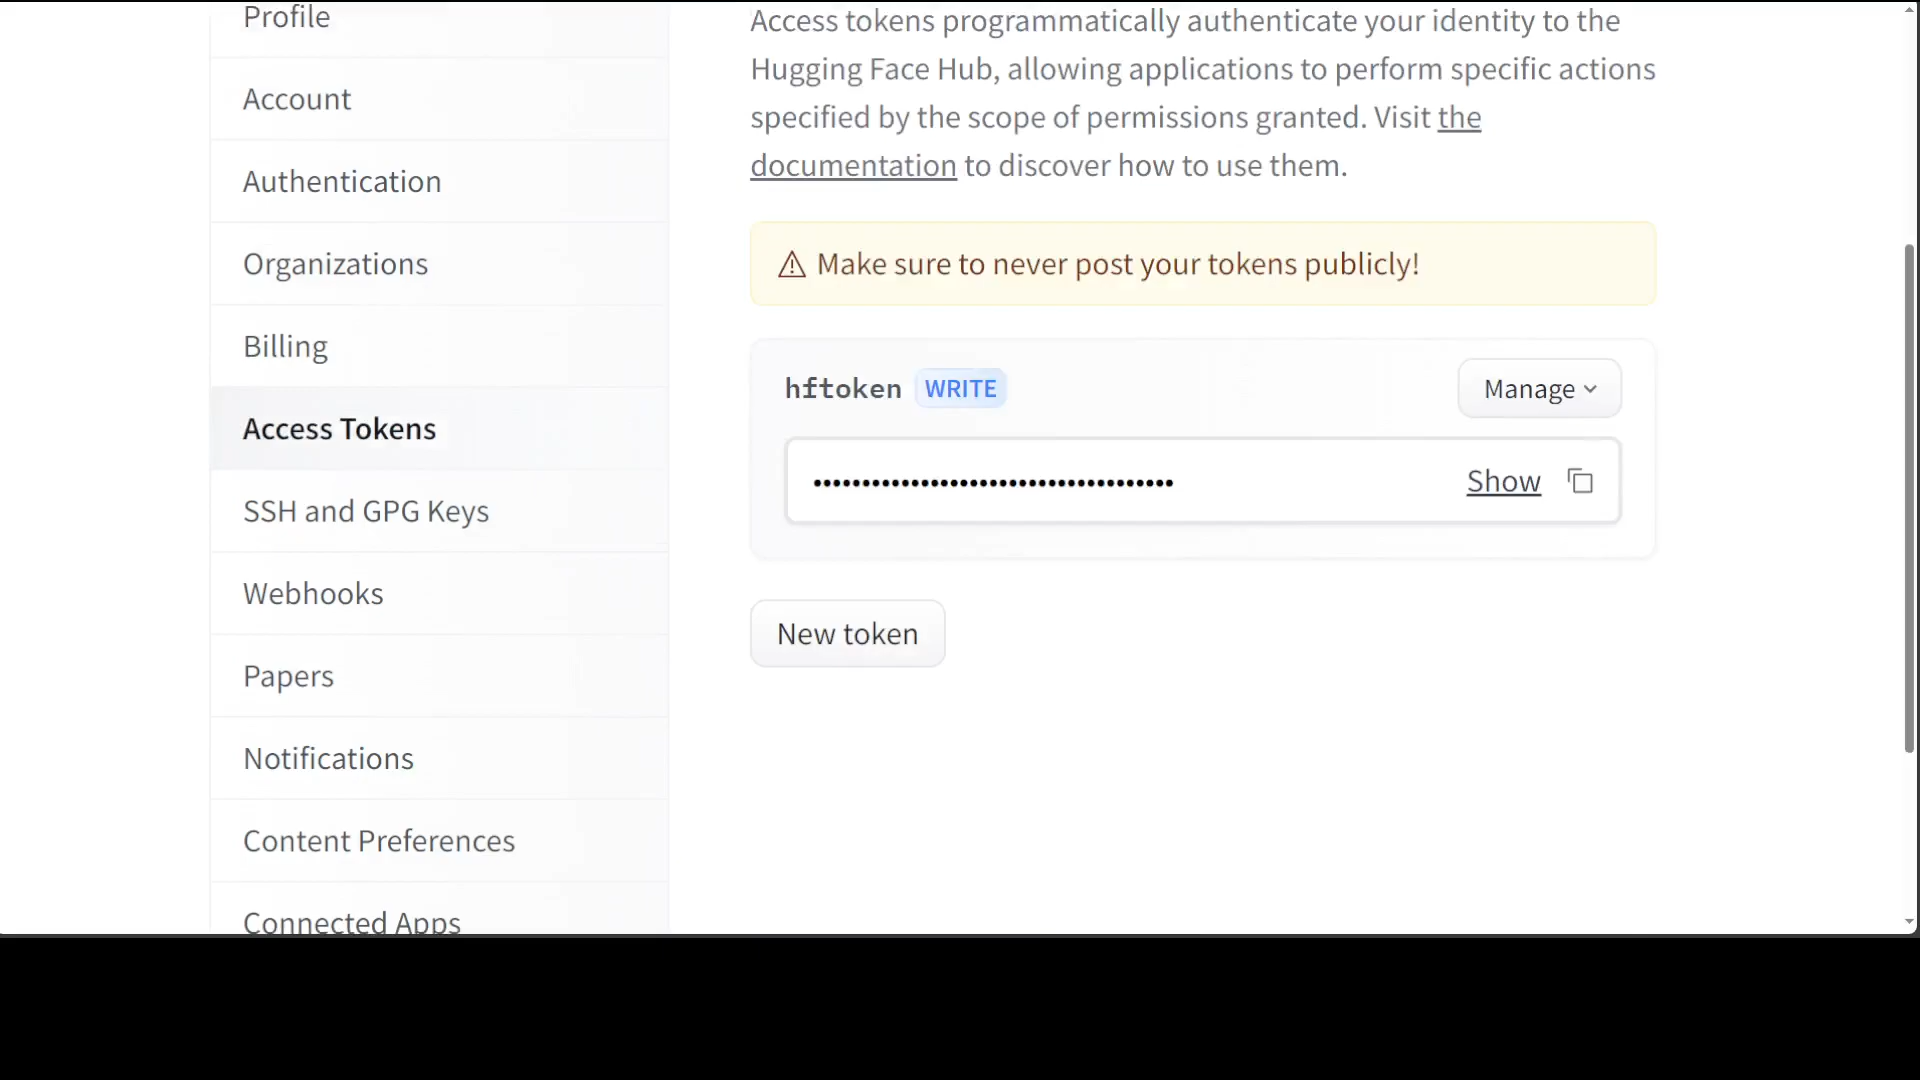 Profile
Account
Authentication
Organizations
Billing
Access Tokens
SSH and GPG Keys
Webhooks
Papers
Notifications
Content Preferences
Connected Apps
Access tokens programmatically authenticate your identity to the
Hugging Face Hub, allowing applications to perform specific actions
specified by the scope of permissions granted. Visit the
documentation to discover how to use them.
⚠ Make sure to never post your tokens publicly!
hftoken WRITE
Manage
••••••••••••••••••••••••••••••••••••• Show
New token